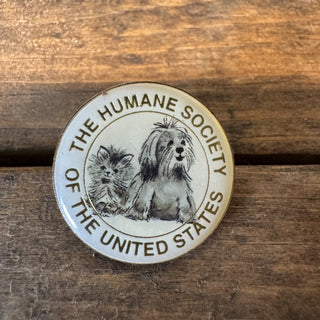 THE HUMANE SOCIETY
OF THE UNITED STATES